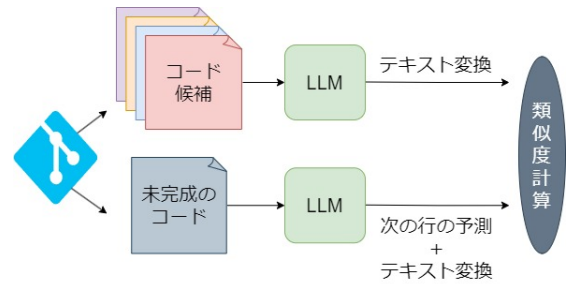 コード
候補
LLM
テキスト変換
未完成の
コード
LLM
次の行の予測
+
テキスト変換
類似度計算